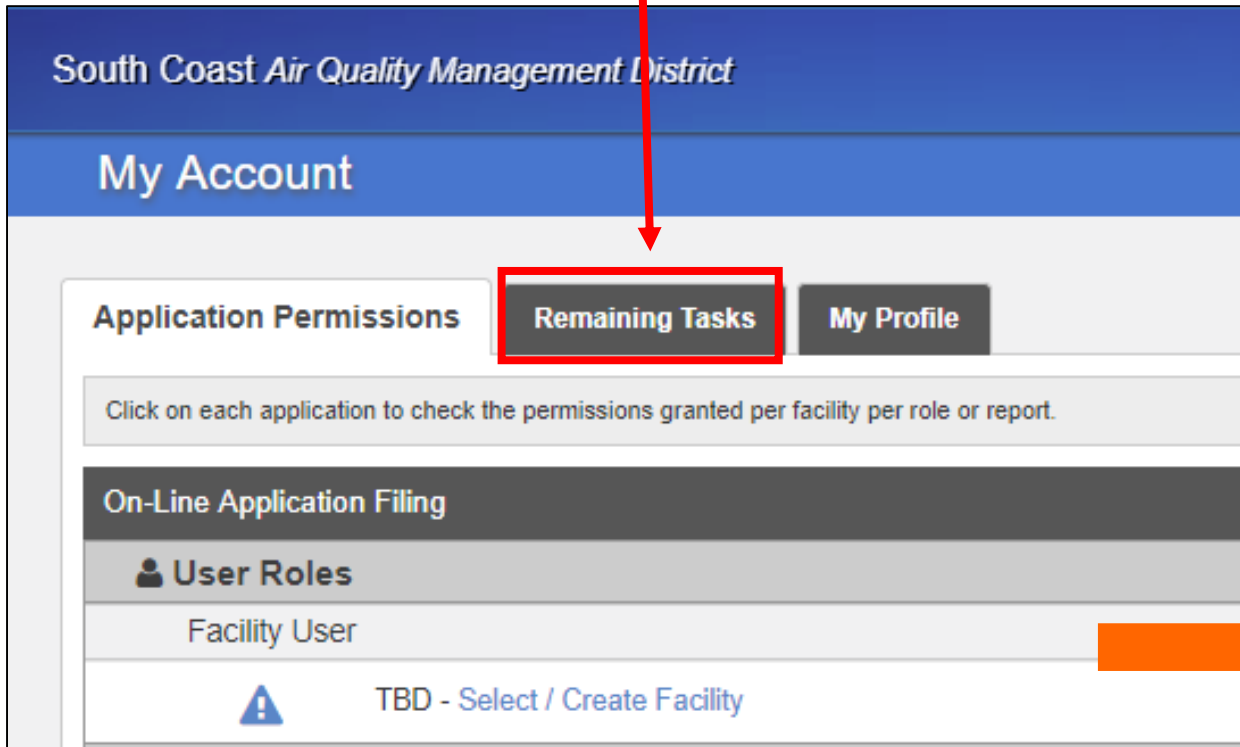 South Coast Air Quality Management District
My Account
Application Permissions Remaining Tasks My Profile
Click on each application to check the permissions granted per facility per role or report.
On-Line Application Filing
User Roles
Facility User
TBD - Select / Create Facility